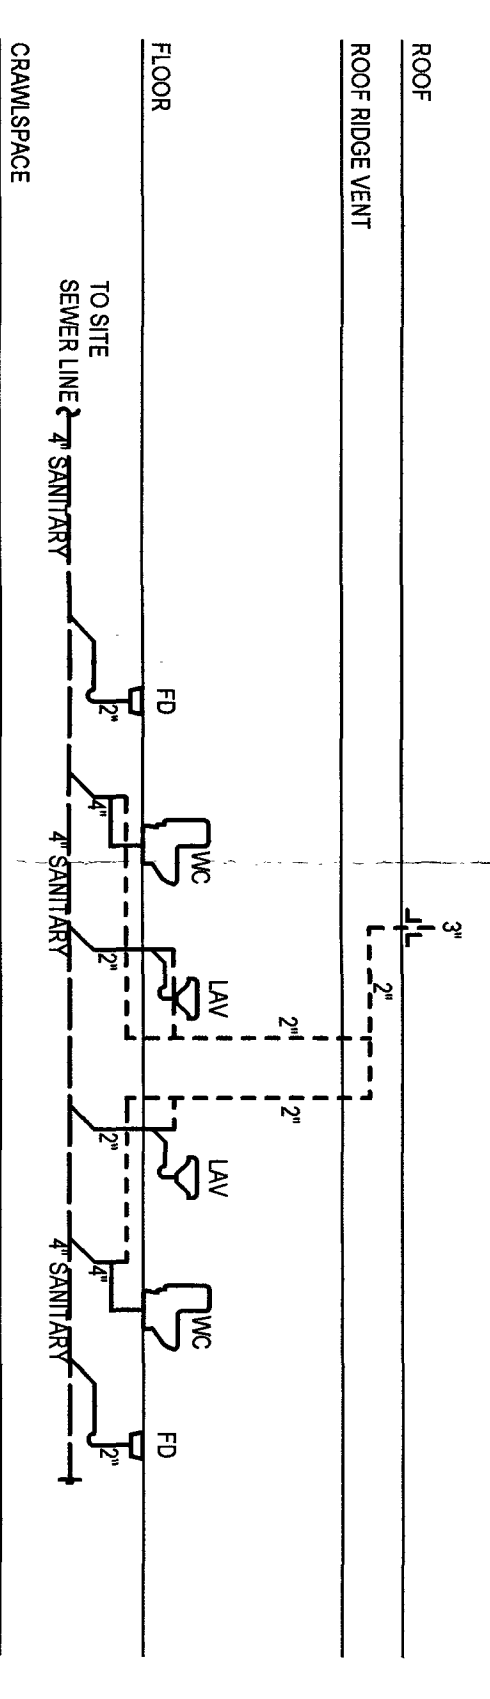 ROOF
3"
ROOF RIDGE VENT
2"
2"
2"
FLOOR
FD
WC
LAV
LAV
WC
FD
2"
4"
2"
2"
4"
2"
TO SITE
SEWER LINE
4" SANITARY
4" SANITARY
4" SANITARY
CRAWLSPACE